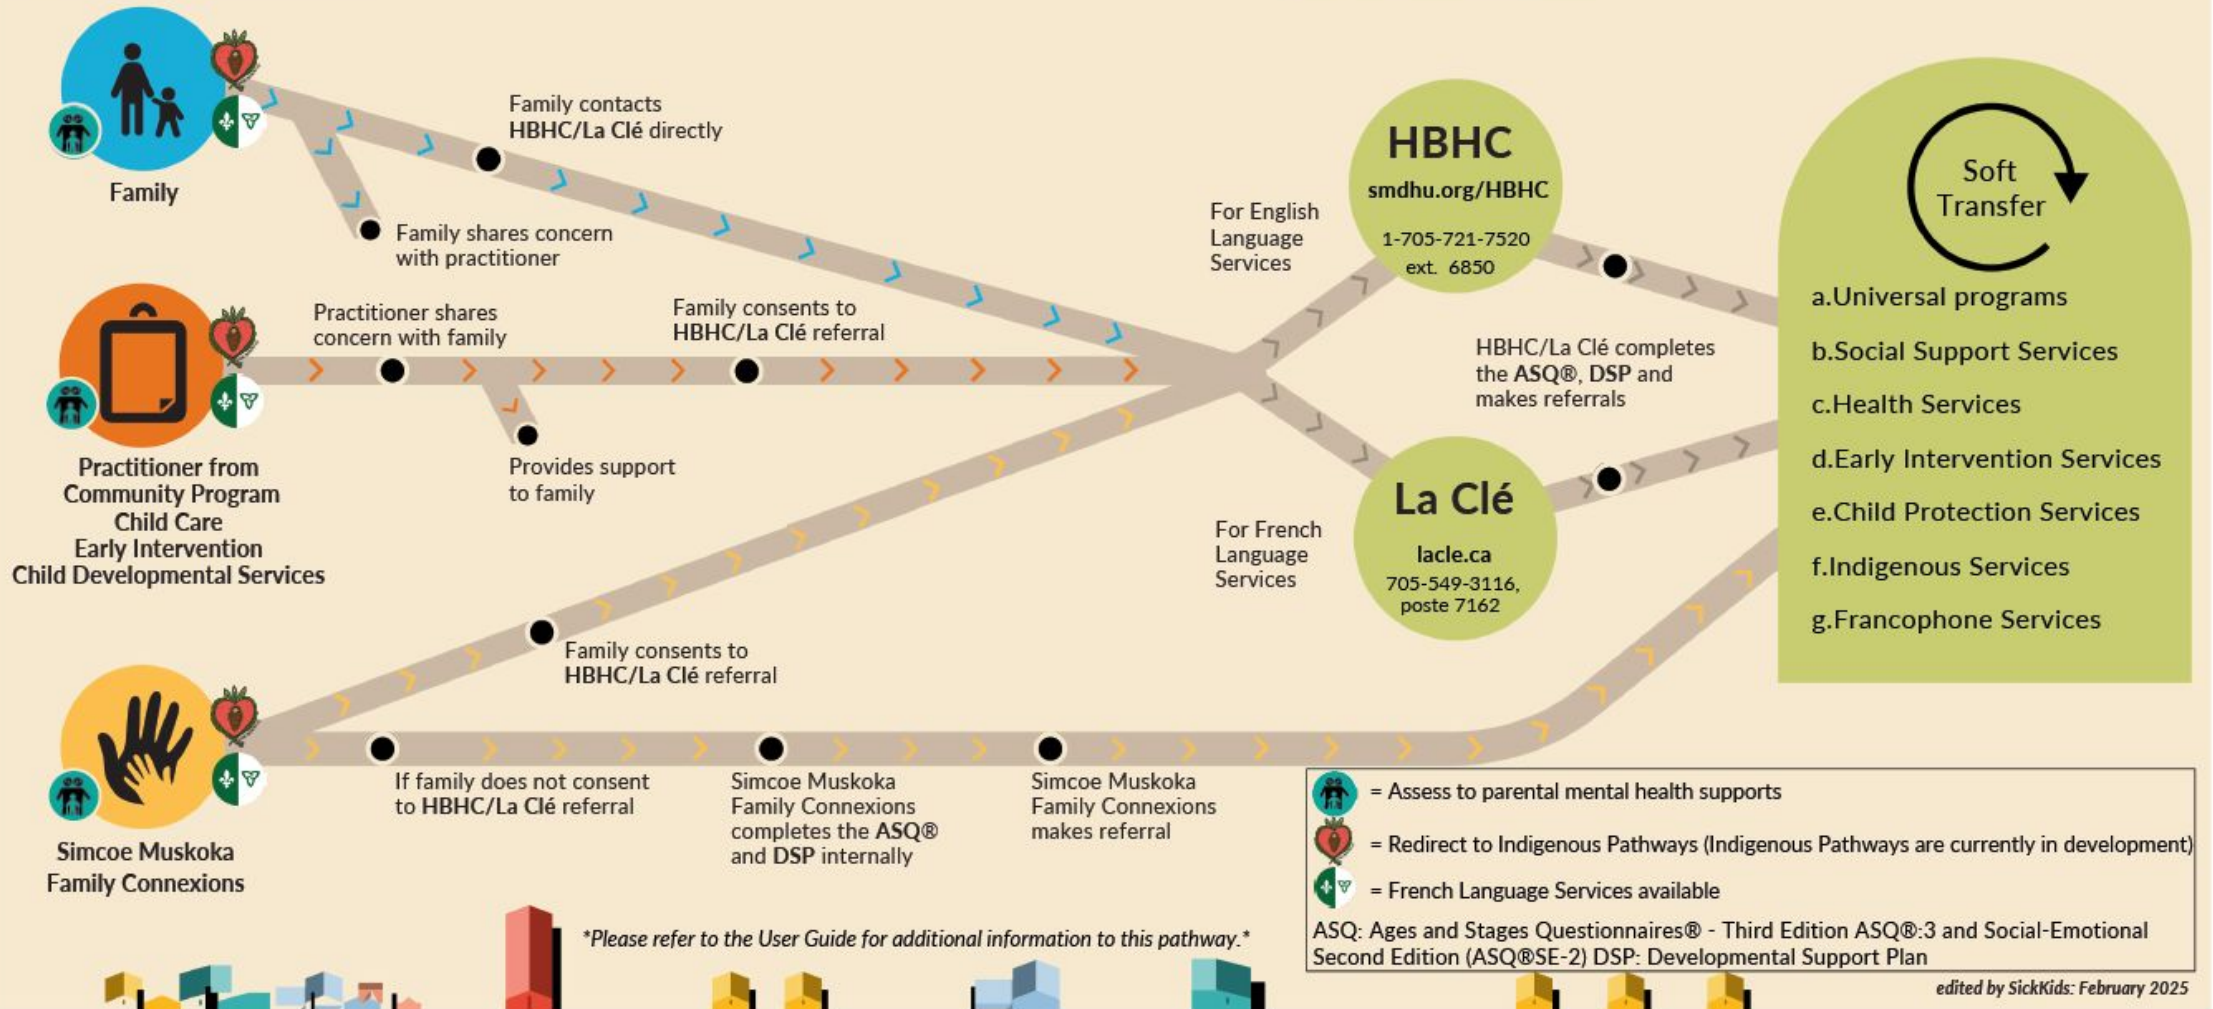 Family
Family contacts
HBHC/La Clé directly
Family shares concern
with practitioner
Practitioner from
Community Program
Child Care
Early Intervention
Child Developmental Services
Practitioner shares
concern with family
Provides support
to family
Family consents to
HBHC/La Clé referral
Simcoe Muskoka
Family Connexions
Family consents to
HBHC/La Clé referral
If family does not consent
to HBHC/La Clé referral
Simcoe Muskoka
Family Connexions
completes the ASQ®
and DSP internally
Simcoe Muskoka
Family Connexions
makes referral
For English
Language
Services
HBHC
smdhu.org/HBHC
1-705-721-7520
ext. 6850
For French
Language
Services
La Clé
lacle.ca
705-549-3116,
poste 7162
HBHC/La Clé completes
the ASQ®, DSP and
makes referrals
Soft
Transfer
a.Universal programs
b.Social Support Services
c.Health Services
d.Early Intervention Services
e.Child Protection Services
f.Indigenous Services
g.Francophone Services
= Assess to parental mental health supports
= Redirect to Indigenous Pathways (Indigenous Pathways are currently in development)
= French Language Services available
ASQ: Ages and Stages Questionnaires® - Third Edition ASQ®:3 and Social-Emotional
Second Edition (ASQ®SE-2) DSP: Developmental Support Plan
*Please refer to the User Guide for additional information to this pathway.*
edited by SickKids: February 2025